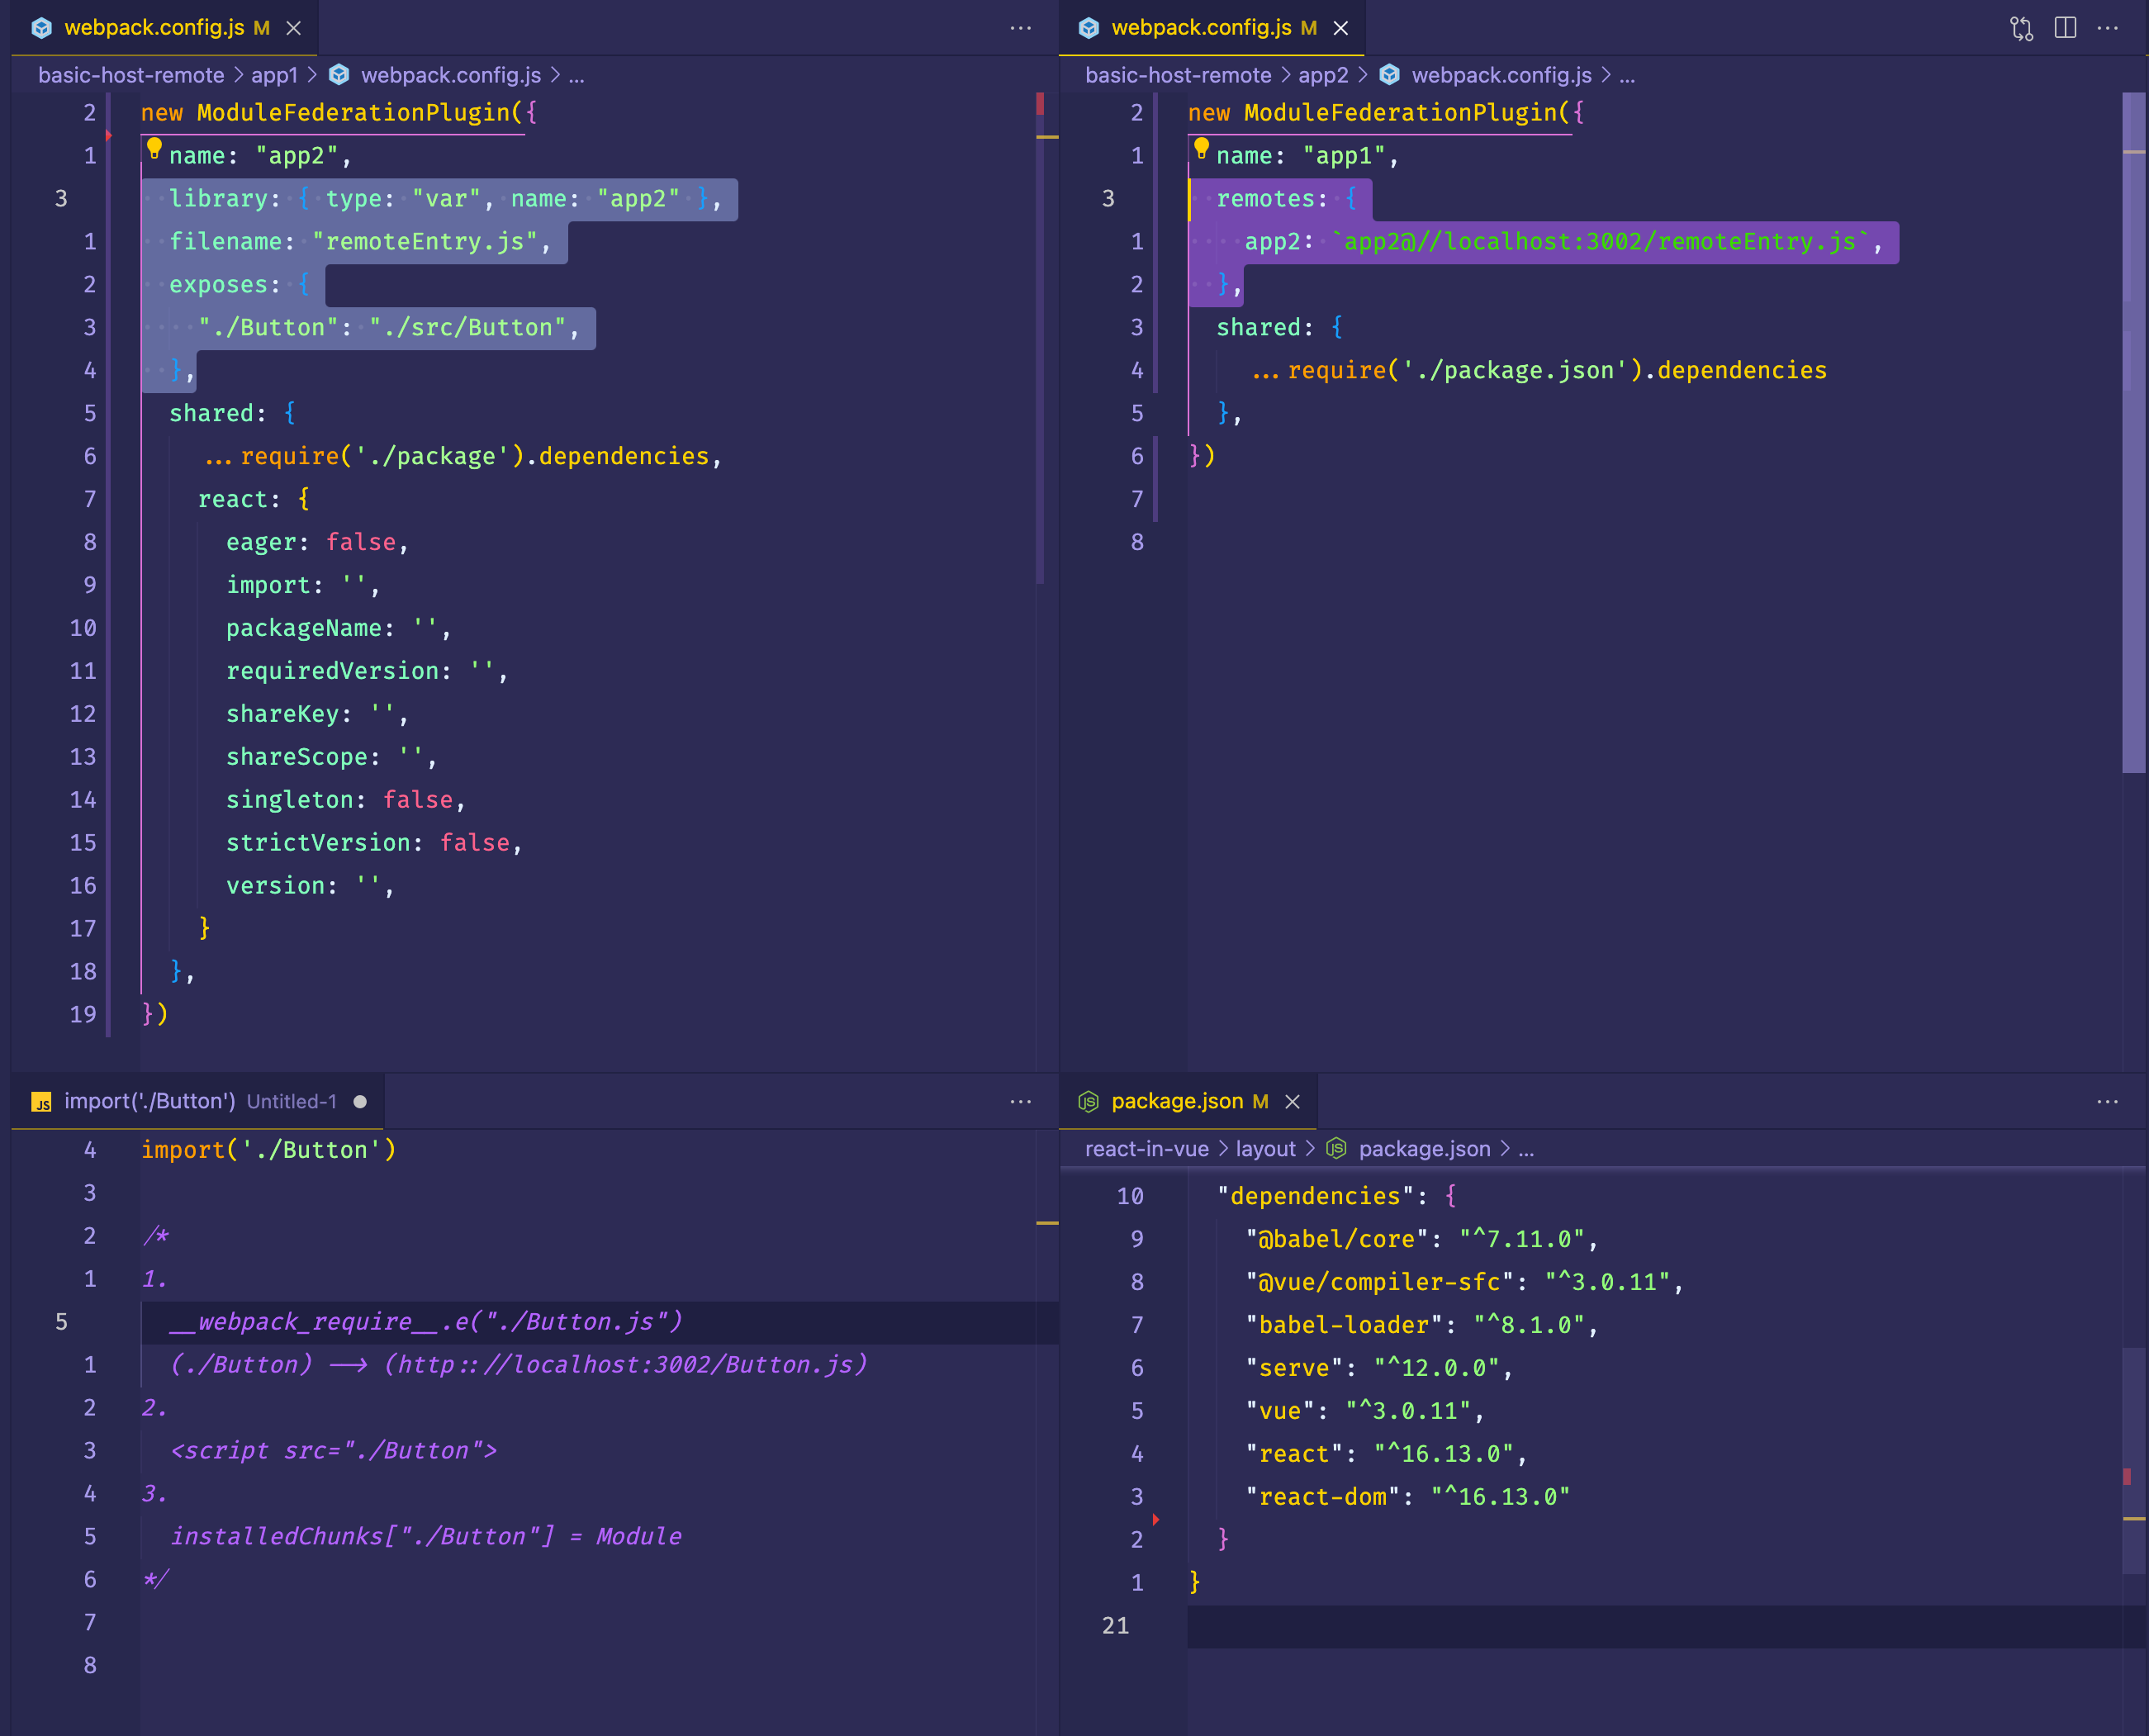 webpack.config.js M
basic-host-remote > app1 > webpack.config.js > ...
2 new ModuleFederationPlugin({
1   name: "app2",
3   library: { type: "var", name: "app2" },
1   filename: "remoteEntry.js",
2   exposes: {
3     "./Button": "./src/Button",
4   },
5   shared: {
6     ...require('./package').dependencies,
7     react: {
8       eager: false,
9       import: '',
10       packageName: '',
11       requiredVersion: '',
12       shareKey: '',
13       shareScope: '',
14       singleton: false,
15       strictVersion: false,
16       version: '',
17     }
18   },
19 })
webpack.config.js M
basic-host-remote > app2 > webpack.config.js > ...
2 new ModuleFederationPlugin({
1   name: "app1",
3   remotes: {
1     app2: `app2@//localhost:3002/remoteEntry.js`,
2   },
3   shared: {
4     ...require('./package.json').dependencies
5   },
6 })
7
8
JS import('./Button') Untitled-1
4 import('./Button')
3
2 /*
1 1.
5   __webpack_require__.e("./Button.js")
1   (./Button) --> (http:://localhost:3002/Button.js)
2 2.
3   <script src="./Button">
4 3.
5   installedChunks["./Button"] = Module
6 */
7
8
package.json M
react-in-vue > layout > package.json > ...
10   "dependencies": {
9     "@babel/core": "^7.11.0",
8     "@vue/compiler-sfc": "^3.0.11",
7     "babel-loader": "^8.1.0",
6     "serve": "^12.0.0",
5     "vue": "^3.0.11",
4     "react": "^16.13.0",
3     "react-dom": "^16.13.0"
2   }
1 }
21